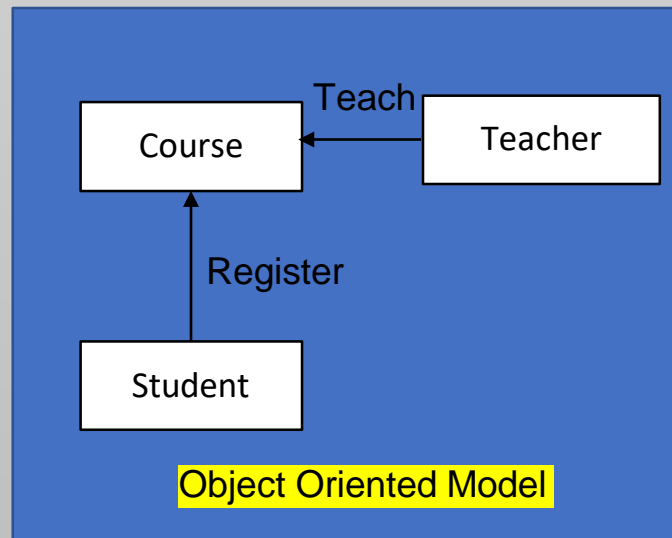 Teach
Course
Teacher
Register
Student
Object Oriented Model